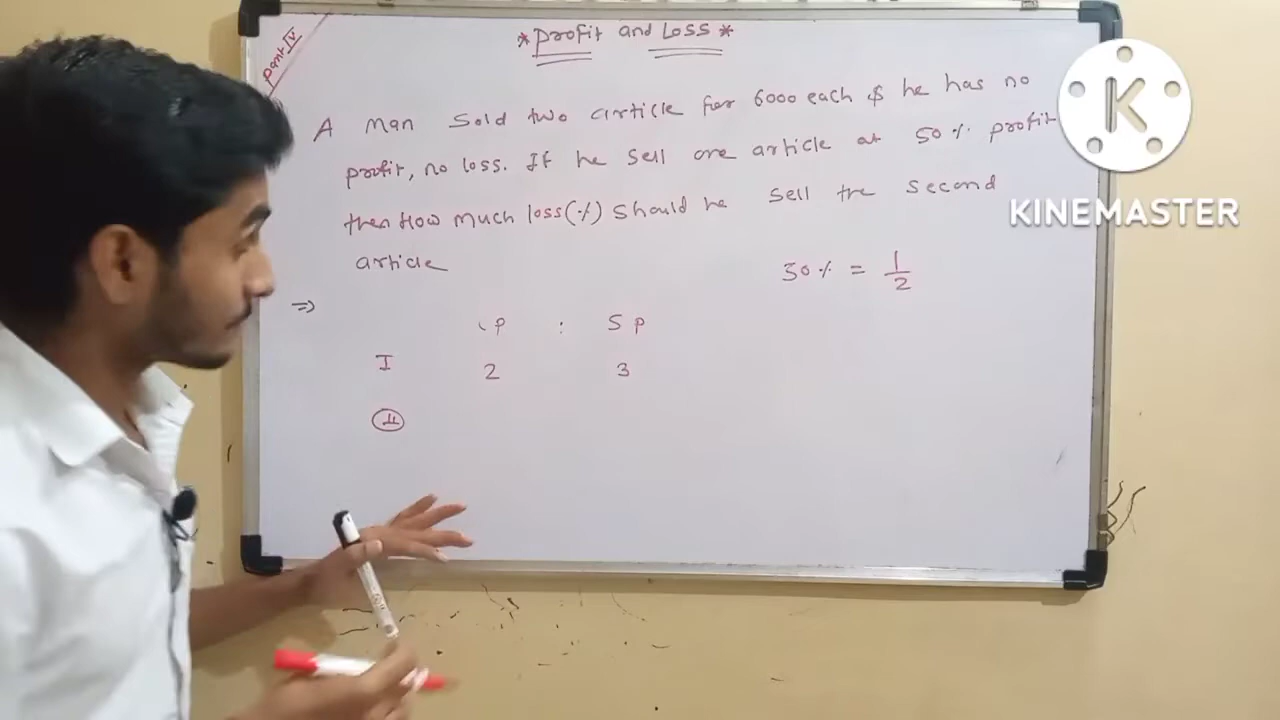 Part IV
* Profit and Loss *
A man sold two article for 6000 each & he has no
profit, no loss. If he sell one article at 50% profit
then How much loss(%) should he sell the second
article
50% = 1/2
⇒
CP : SP
I 2 3
II
K
KINEMASTER